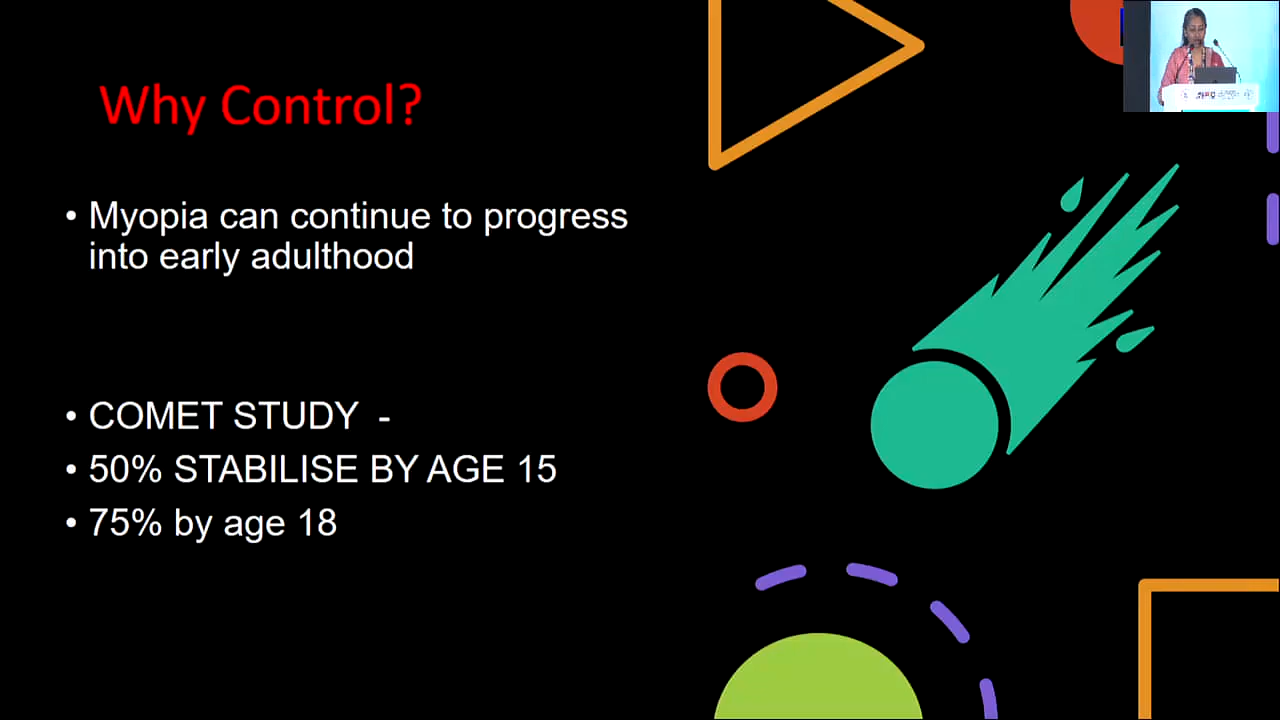 Why Control?
• Myopia can continue to progress
into early adulthood
• COMET STUDY -
• 50% STABILISE BY AGE 15
• 75% by age 18